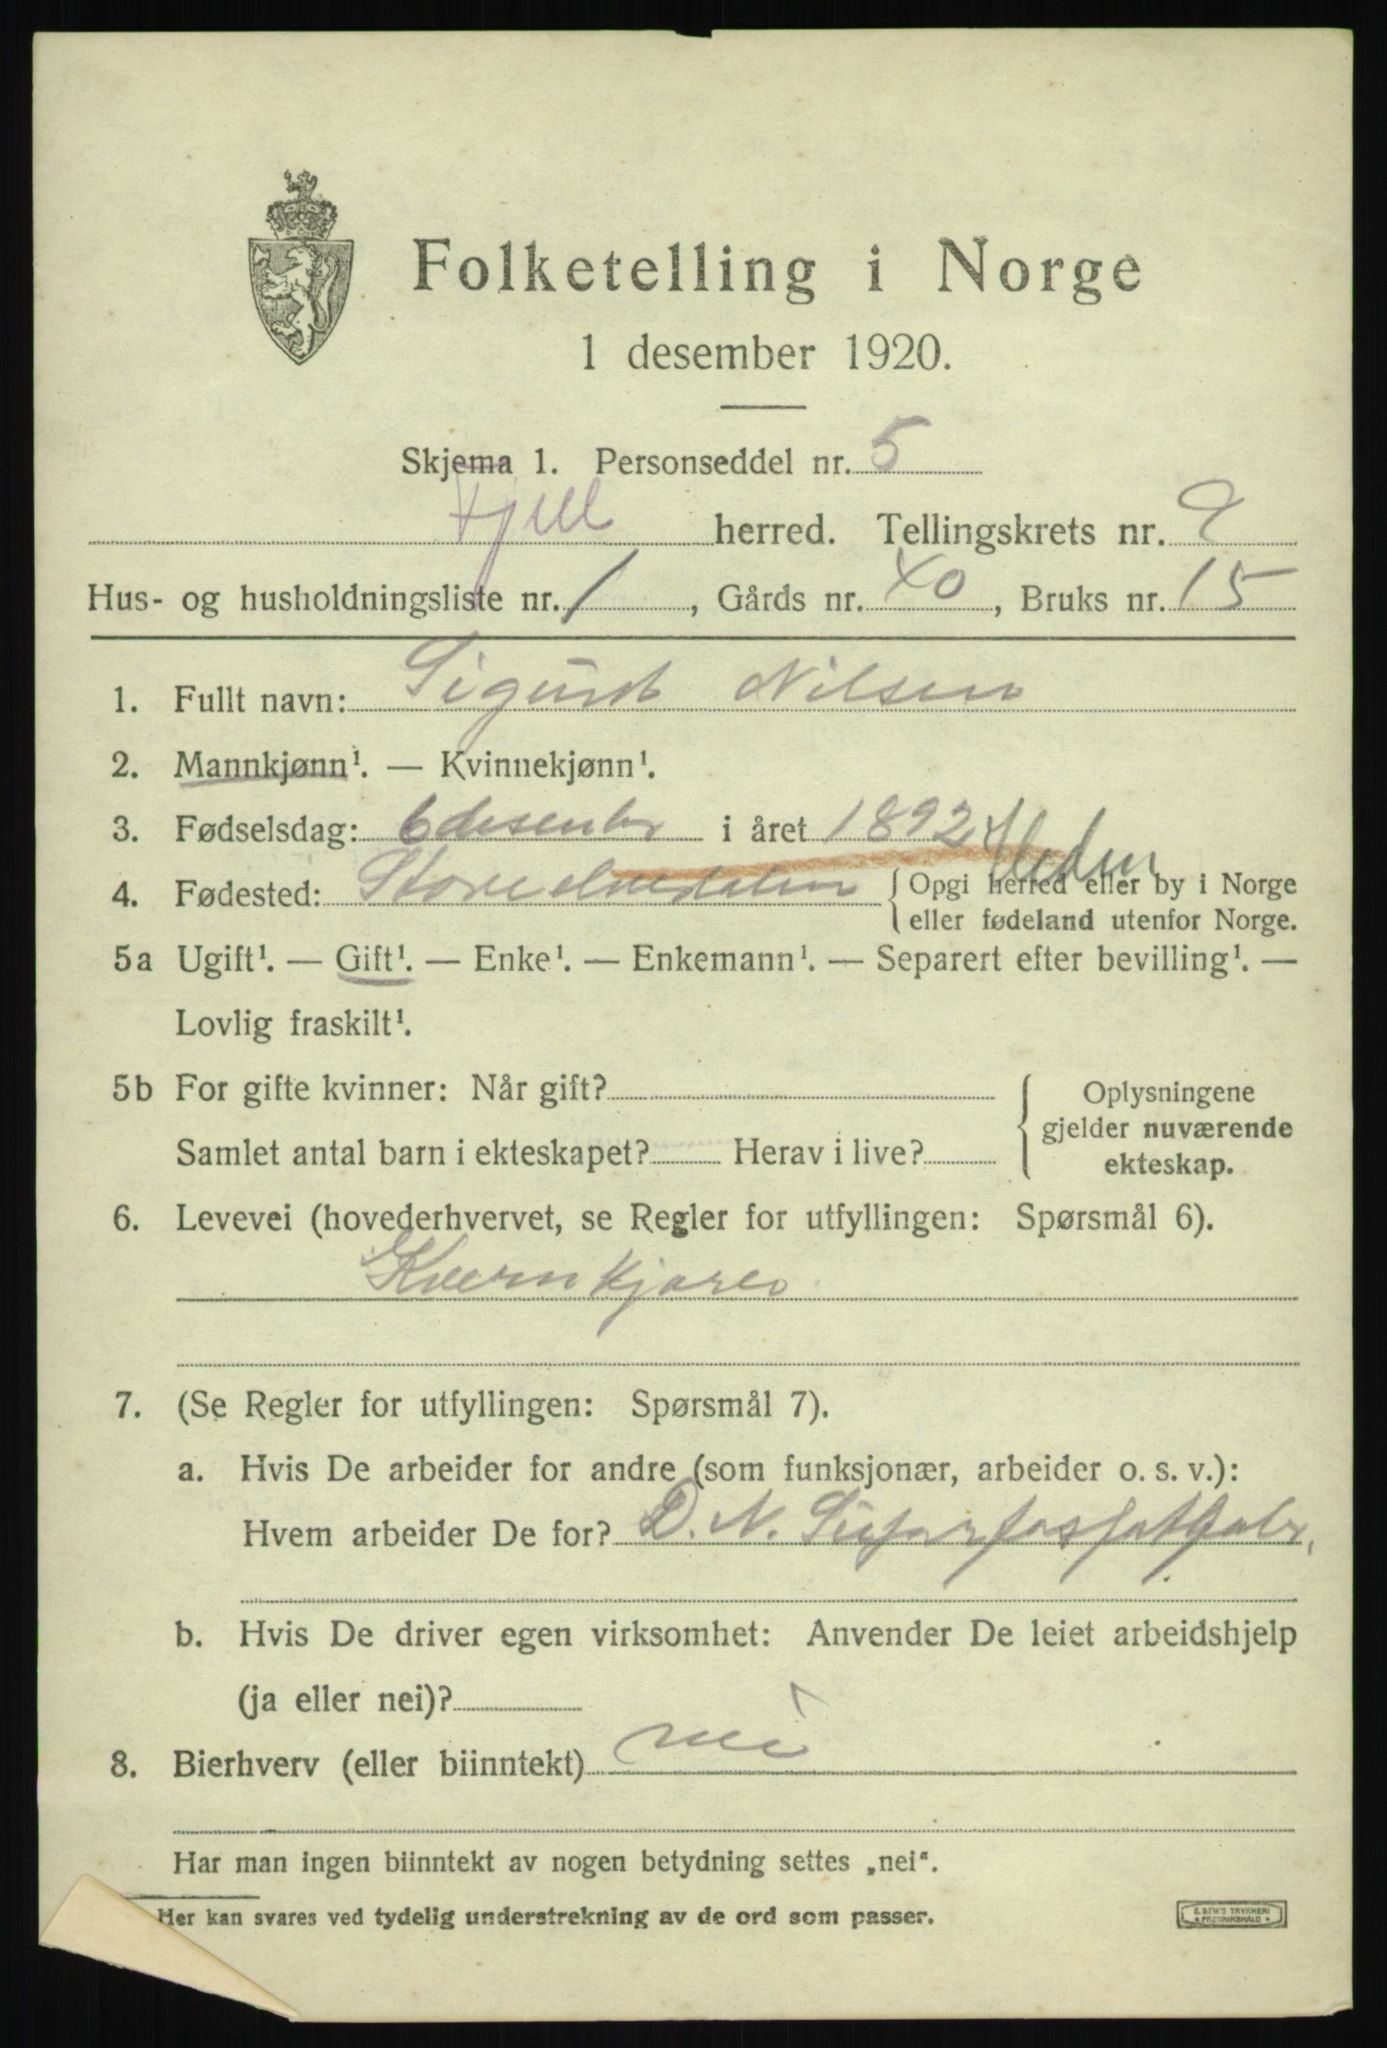 Folketelling i Norge
1 desember 1920.
Skjema 1. Personseddel nr. 5
Fjell herred. Tellingskrets nr. 9
Hus- og husholdningsliste nr. 1, Gårds nr. 40, Bruks nr. 15
1. Fullt navn: Sigurd Nilsen
2. Mannkjønn¹. — Kvinnekjønn¹.
3. Fødselsdag: 6 desember i året 1892
4. Fødested: { Opgi herred eller by i Norge
eller fødeland utenfor Norge.
5a Ugift¹. — Gift¹. — Enke¹. — Enkemann¹. — Separert efter bevilling¹. —
Lovlig fraskilt¹.
5b For gifte kvinner: Når gift? { Oplysningene
gjelder nuværende
Samlet antal barn i ekteskapet? Herav i live?
ekteskap.
6. Levevei (hovederhvervet, se Regler for utfyllingen: Spørsmål 6).
Kvernkjører
7. (Se Regler for utfyllingen: Spørsmål 7).
a. Hvis De arbeider for andre (som funksjonær, arbeider o. s. v.):
Hvem arbeider De for? D. N. Superfosfatfabr.
b. Hvis De driver egen virksomhet: Anvender De leiet arbeidshjelp
(ja eller nei)?
8. Bierhverv (eller biinntekt) nei
Har man ingen biinntekt av nogen betydning settes „nei“.
Her kan svares ved tydelig understrekning av de ord som passer.
E. SEM'S TRYKKERI
FREDRIKSHALD